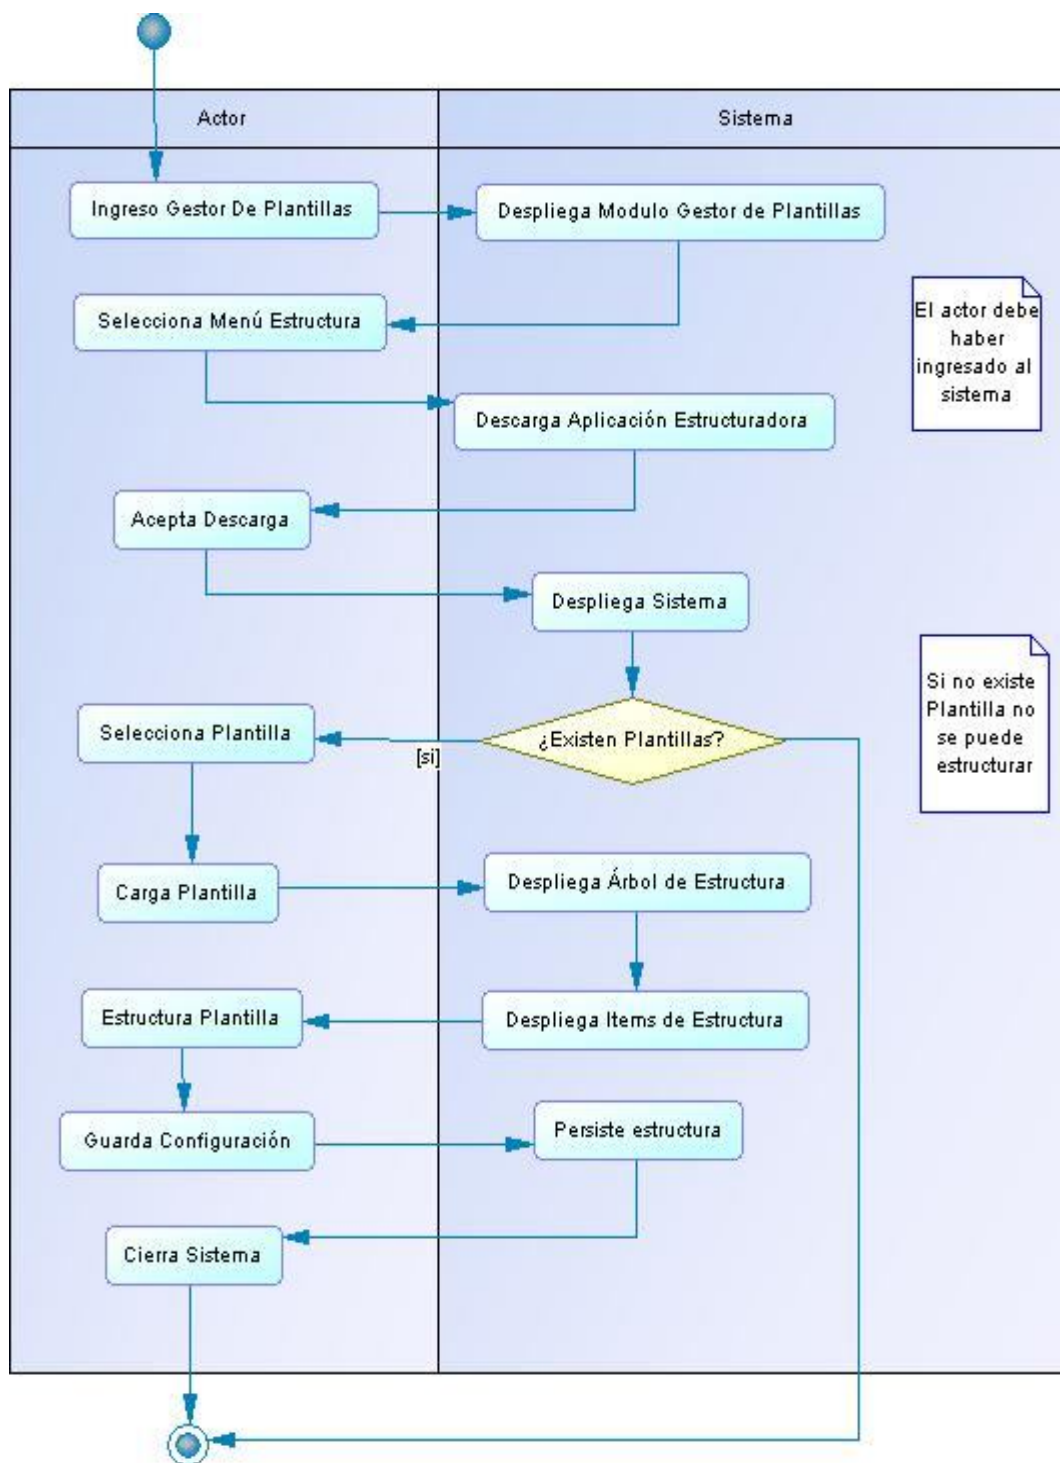 Actor
Sistema
Ingreso Gestor De Plantillas
Despliega Modulo Gestor de Plantillas
Selecciona Menú Estructura
El actor debe
haber
ingresado al
sistema
Descarga Aplicación Estructuradora
Acepta Descarga
Despliega Sistema
Si no existe
Plantilla no
se puede
estructurar
Selecciona Plantilla
[si]
¿Existen Plantillas?
Carga Plantilla
Despliega Árbol de Estructura
Estructura Plantilla
Despliega Items de Estructura
Guarda Configuración
Persiste estructura
Cierra Sistema